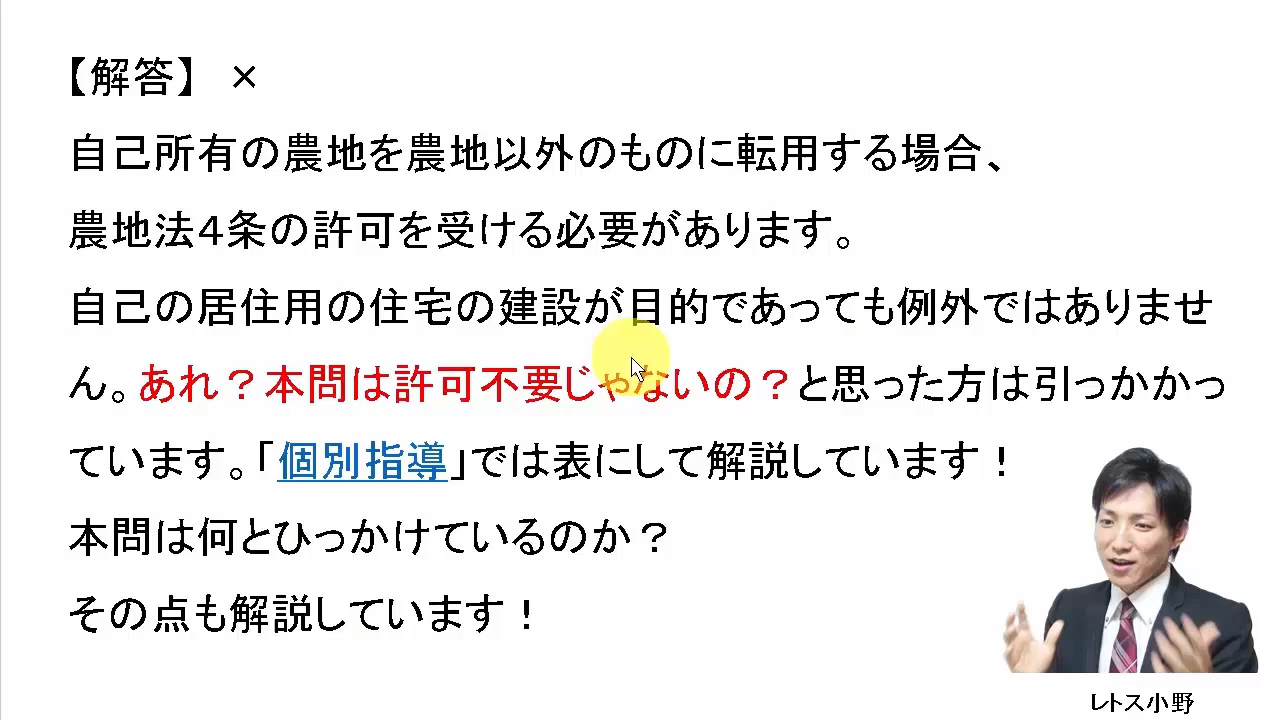 【解答】　×
自己所有の農地を農地以外のものに転用する場合、
農地法４条の許可を受ける必要があります。
自己の居住用の住宅の建設が目的であっても例外ではありませ
ん。あれ？本問は許可不要じゃないの？と思った方は引っかかっ
ています。「個別指導」では表にして解説しています！
本問は何とひっかけているのか？
その点も解説しています！
レトス小野